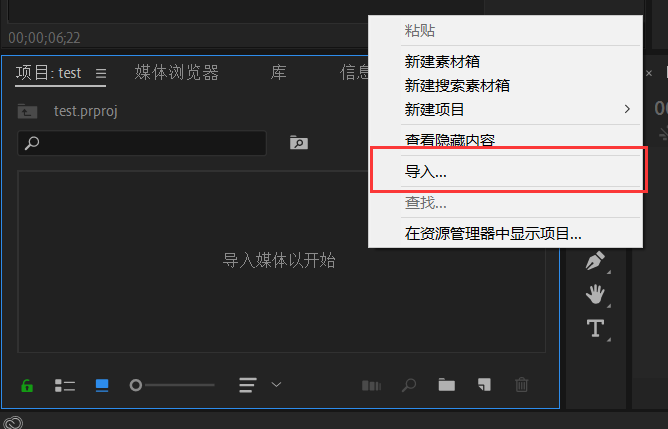 00;00;06;22
项目: test
媒体浏览器
库
信息
test.prproj
导入媒体以开始
粘贴
新建素材箱
新建搜索素材箱
新建项目
查看隐藏内容
导入...
查找...
在资源管理器中显示项目...
T